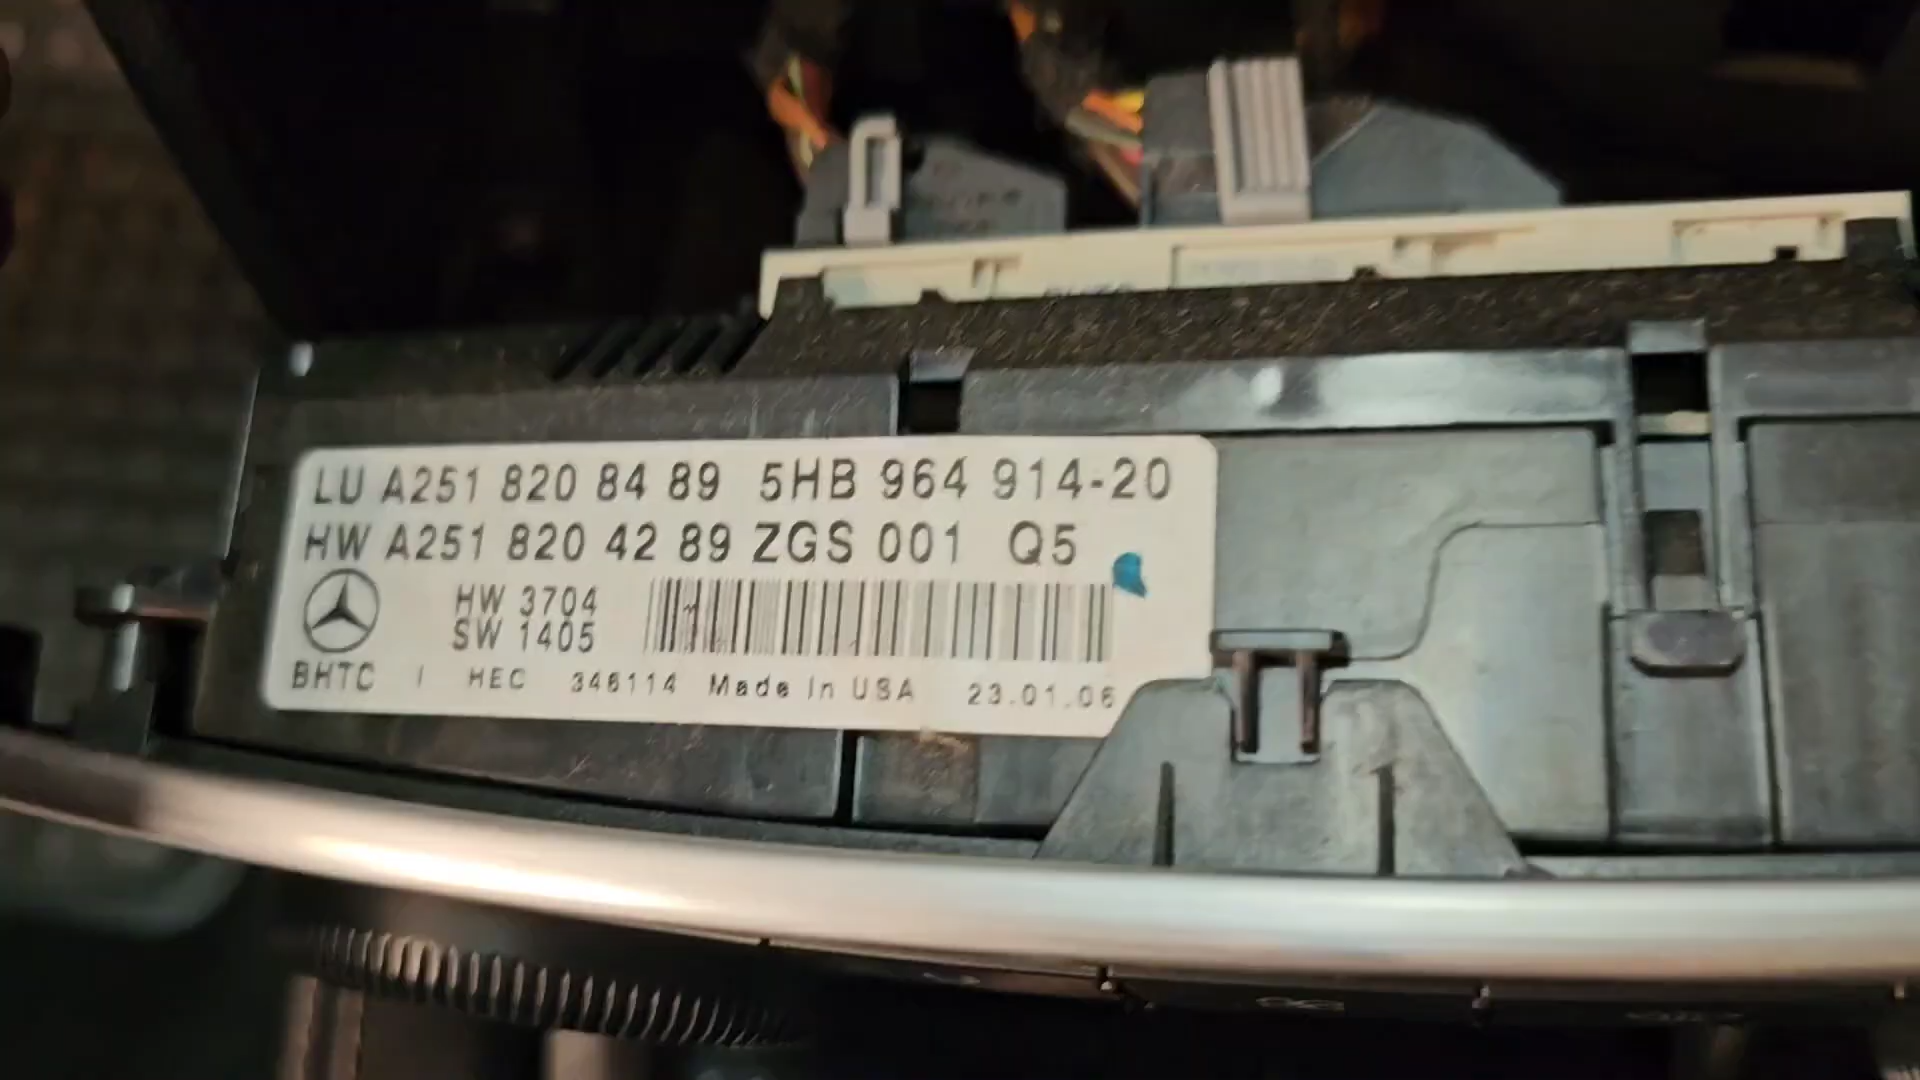 LU A251 820 84 89 5HB 964 914-20
HW A251 820 42 89 ZGS 001 Q5
HW 3704
SW 1405
BHTC I HEC 346114 Made In USA 23.01.06